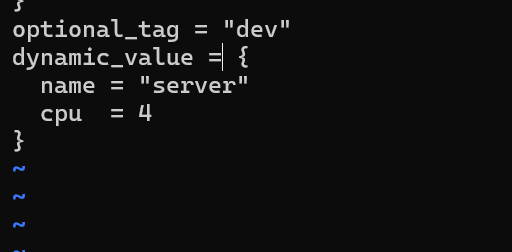 }
optional_tag = "dev"
dynamic_value = {
  name = "server"
  cpu  = 4
}
~
~
~
~